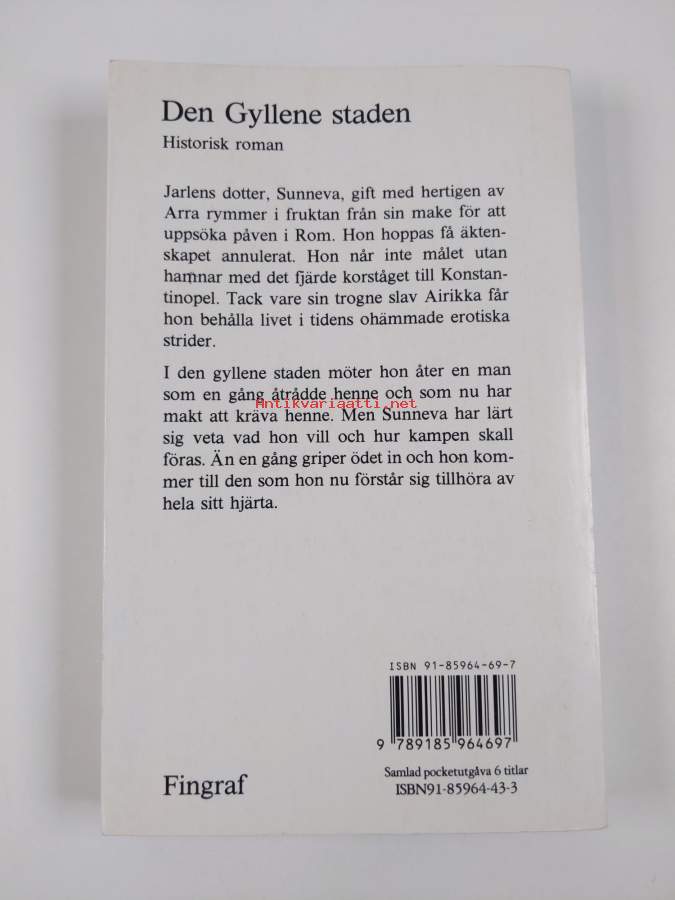 Den Gyllene staden
Historisk roman
Jarlens dotter, Sunneva, gift med hertigen av
Arra rymmer i fruktan från sin make för att
uppsöka påven i Rom. Hon hoppas få äkten-
skapet annulerat. Hon når inte målet utan
hamnar med det fjärde korståget till Konstan-
tinopel. Tack vare sin trogne slav Airikka får
hon behålla livet i tidens ohämmade erotiska
strider.
I den gyllene staden möter hon åter en man
som en gång åtrådde henne och som nu har
Antikvariaatti.net
makt att kräva henne. Men Sunneva har lärt
sig veta vad hon vill och hur kampen skall
föras. Än en gång griper ödet in och hon kom-
mer till den som hon nu förstår sig tillhöra av
hela sitt hjärta.
ISBN 91-85964-69-7
9 789185 964697
Samlad pocketutgåva 6 titlar
ISBN91-85964-43-3
Fingraf